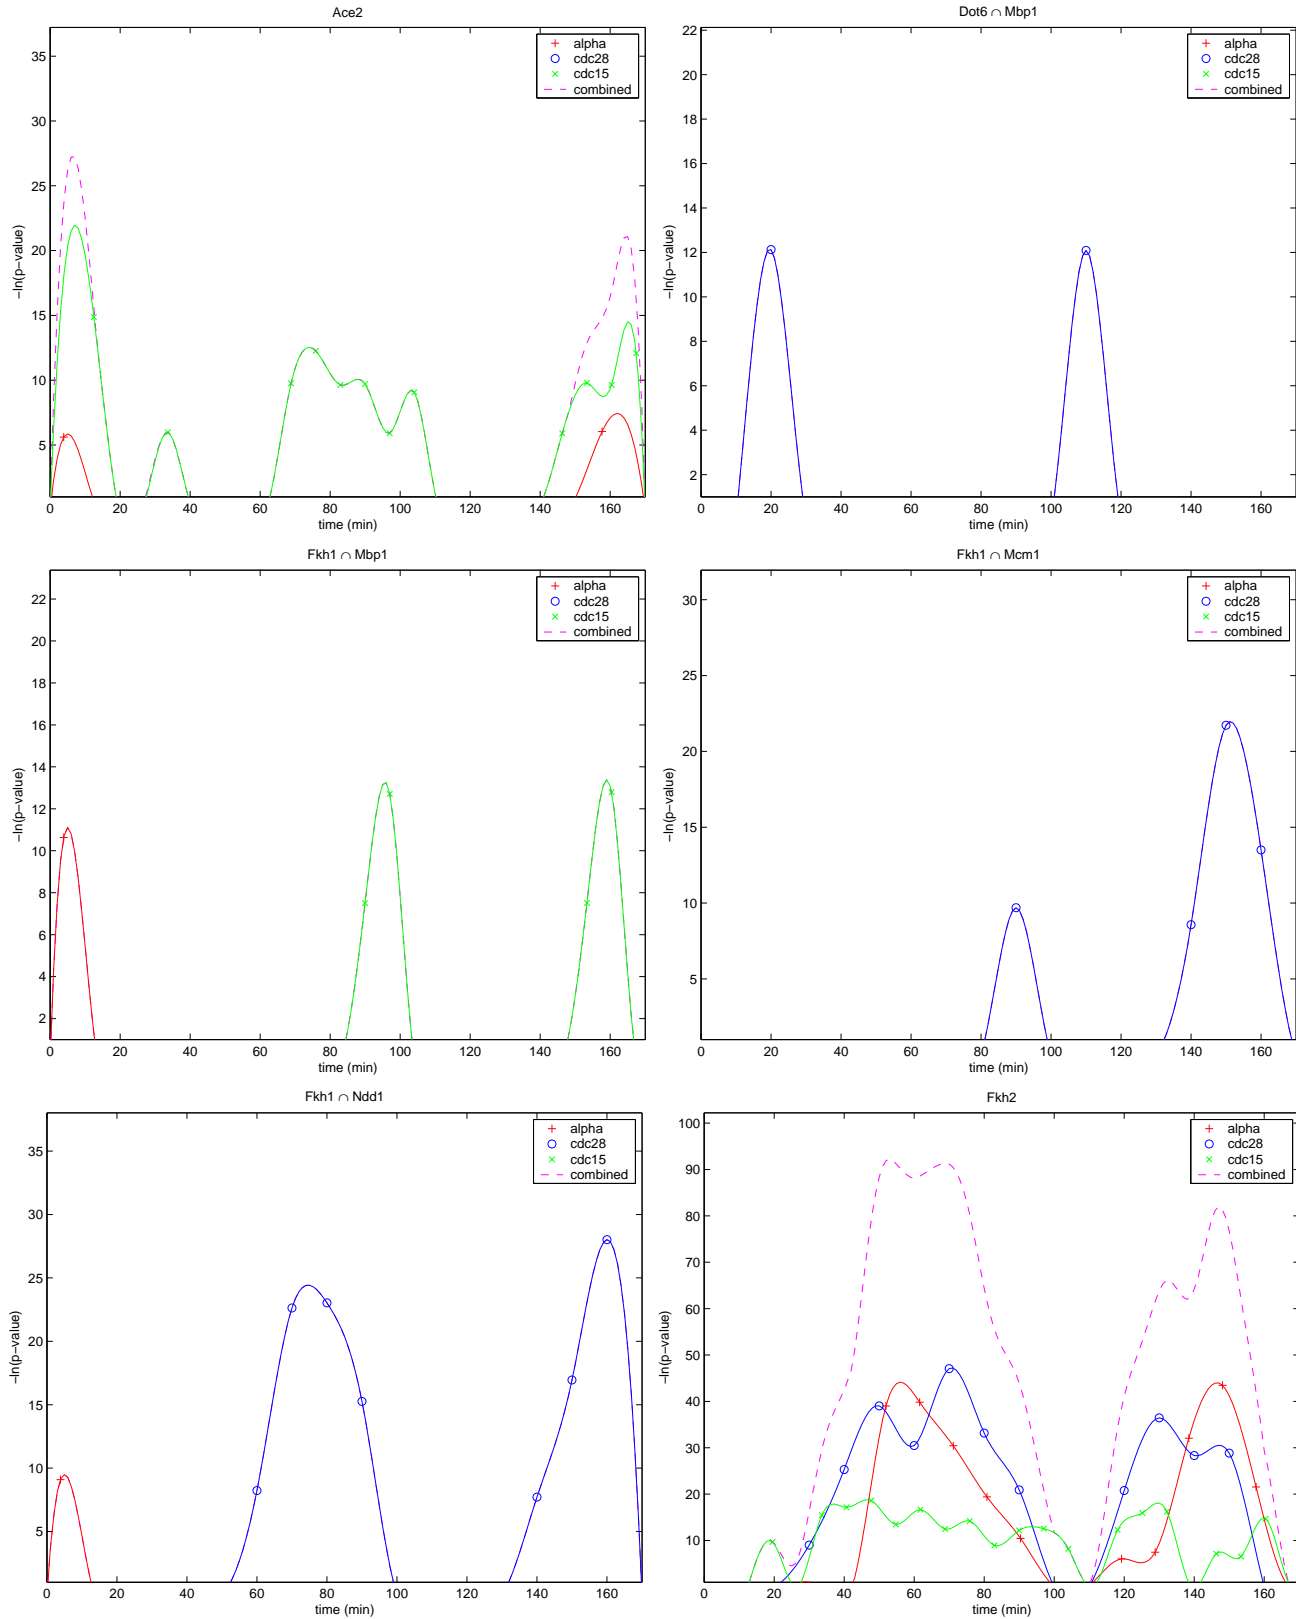 Ace2
35
30
25
20
15
10
5
0 20 40 60 80 100 120 140 160
−ln(p−value)
time (min)
alpha
cdc28
cdc15
combined
Dot6 ∩ Mbp1
22
20
18
16
14
12
10
8
6
4
2
0 20 40 60 80 100 120 140 160
−ln(p−value)
time (min)
alpha
cdc28
cdc15
combined
Fkh1 ∩ Mbp1
22
20
18
16
14
12
10
8
6
4
2
0 20 40 60 80 100 120 140 160
−ln(p−value)
time (min)
alpha
cdc28
cdc15
combined
Fkh1 ∩ Mcm1
30
25
20
15
10
5
0 20 40 60 80 100 120 140 160
−ln(p−value)
time (min)
alpha
cdc28
cdc15
combined
Fkh1 ∩ Ndd1
35
30
25
20
15
10
5
0 20 40 60 80 100 120 140 160
−ln(p−value)
time (min)
alpha
cdc28
cdc15
combined
Fkh2
100
90
80
70
60
50
40
30
20
10
0 20 40 60 80 100 120 140 160
−ln(p−value)
time (min)
alpha
cdc28
cdc15
combined